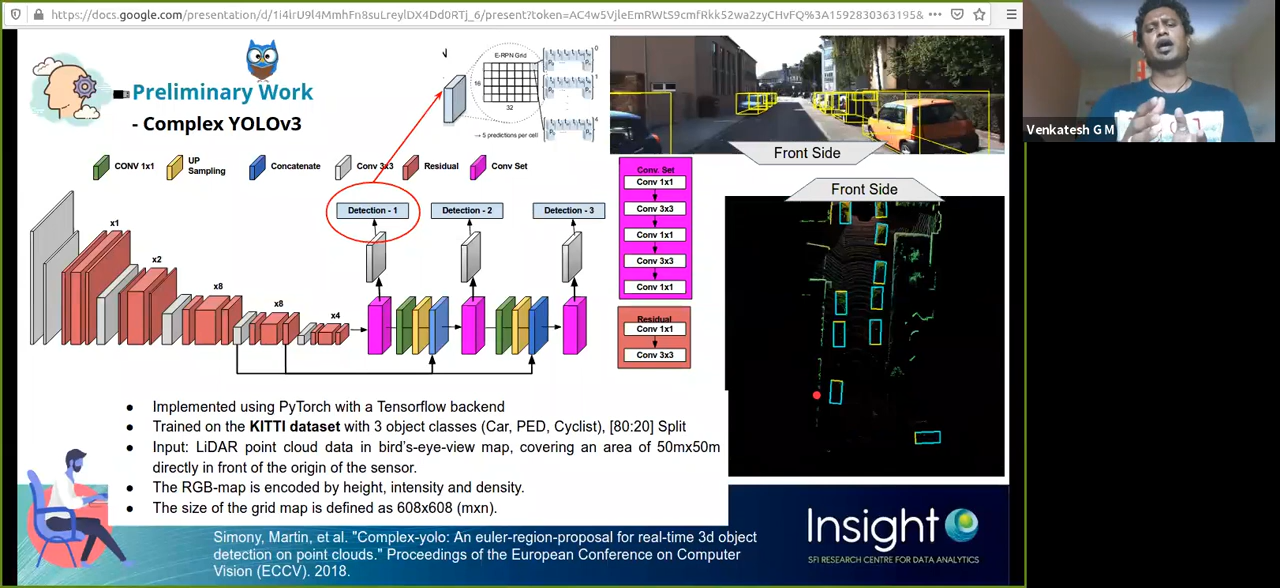 https://docs.google.com/presentation/d/1i4lrU9l4MmhFn8suLreylDX4Dd0RTj_6/present?token=AC4w5VjleEmRWtS9cmfRkk52wa2zyCHvFQ%3A1592830363195&
Preliminary Work
- Complex YOLOv3
E-RPN Grid
16
32
→ 5 predictions per cell
CONV 1x1
UP
Sampling
Concatenate
Conv 3x3
Residual
Conv Set
Detection - 1
Detection - 2
Detection - 3
x1
x2
x8
x8
x4
Conv. Set
Conv 1x1
Conv 3x3
Conv 1x1
Conv 3x3
Conv 1x1
Residual
Conv 1x1
Conv 3x3
Front Side
Front Side
Venkatesh G M
● Implemented using PyTorch with a Tensorflow backend
● Trained on the KITTI dataset with 3 object classes (Car, PED, Cyclist), [80:20] Split
● Input: LiDAR point cloud data in bird's-eye-view map, covering an area of 50mx50m
directly in front of the origin of the sensor.
● The RGB-map is encoded by height, intensity and density.
● The size of the grid map is defined as 608x608 (mxn).
Simony, Martin, et al. "Complex-yolo: An euler-region-proposal for real-time 3d object
detection on point clouds." Proceedings of the European Conference on Computer
Vision (ECCV). 2018.
Insight
SFI RESEARCH CENTRE FOR DATA ANALYTICS